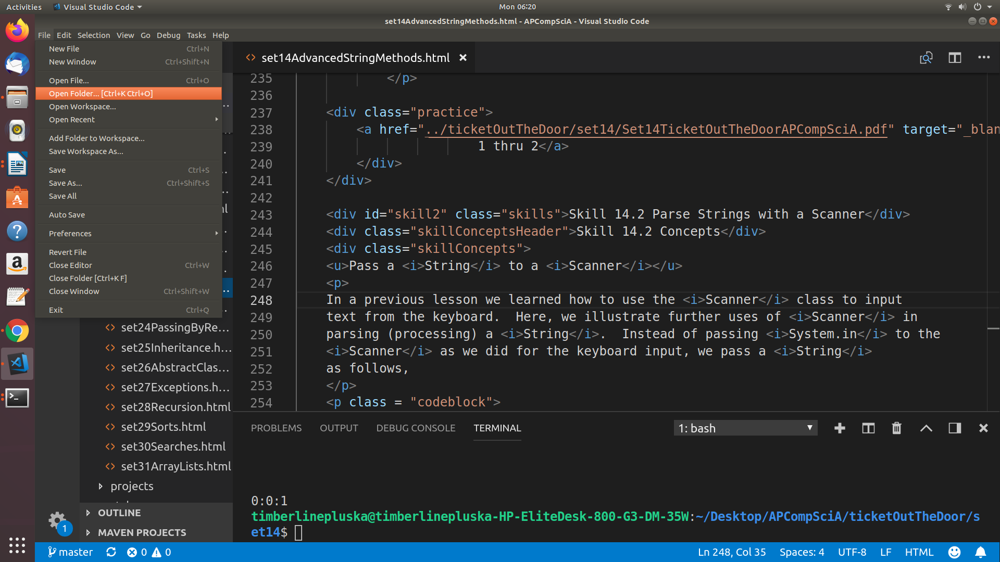 Activities
Visual Studio Code
Mon 06:20
set14AdvancedStringMethods.html - APCompSciA - Visual Studio Code
File Edit Selection View Go Debug Tasks Help
New File Ctrl+N
New Window Ctrl+Shift+N
Open File... Ctrl+O
Open Folder... [Ctrl+K Ctrl+O]
Open Workspace...
Open Recent
Add Folder to Workspace...
Save Workspace As...
Save Ctrl+S
Save As... Ctrl+Shift+S
Save All
Auto Save
Preferences
Revert File
Close Editor Ctrl+W
Close Folder [Ctrl+K F]
Close Window Ctrl+Shift+W
Exit Ctrl+Q
set24PassingByRe...
set25Inheritance.h...
set26AbstractClas...
set27Exceptions.h...
set28Recursion.html
set29Sorts.html
set30Searches.html
set31ArrayLists.html
projects
OUTLINE
MAVEN PROJECTS
1
<> set14AdvancedStringMethods.html
235 </p>
236
237 <div class="practice">
238 <a href="../ticketOutTheDoor/set14/Set14TicketOutTheDoorAPCompSciA.pdf" target="_blan
239 1 thru 2</a>
240 </div>
241 </div>
242
243 <div id="skill2" class="skills">Skill 14.2 Parse Strings with a Scanner</div>
244 <div class="skillConceptsHeader">Skill 14.2 Concepts</div>
245 <div class="skillConcepts">
246 <u>Pass a <i>String</i> to a <i>Scanner</i></u>
247 <p>
248 In a previous lesson we learned how to use the <i>Scanner</i> class to input
249 text from the keyboard.  Here, we illustrate further uses of <i>Scanner</i> in
250 parsing (processing) a <i>String</i>.  Instead of passing <i>System.in</i> to the
251 <i>Scanner</i> as we did for the keyboard input, we pass a <i>String</i>
252 as follows,
253 </p>
254 <p class = "codeblock">
PROBLEMS OUTPUT DEBUG CONSOLE TERMINAL
1: bash
0:0:1
timberlinepluska@timberlinepluska-HP-EliteDesk-800-G3-DM-35W:~/Desktop/APCompSciA/ticketOutTheDoor/s
et14$
master 0 0
Ln 248, Col 35 Spaces: 4 UTF-8 LF HTML